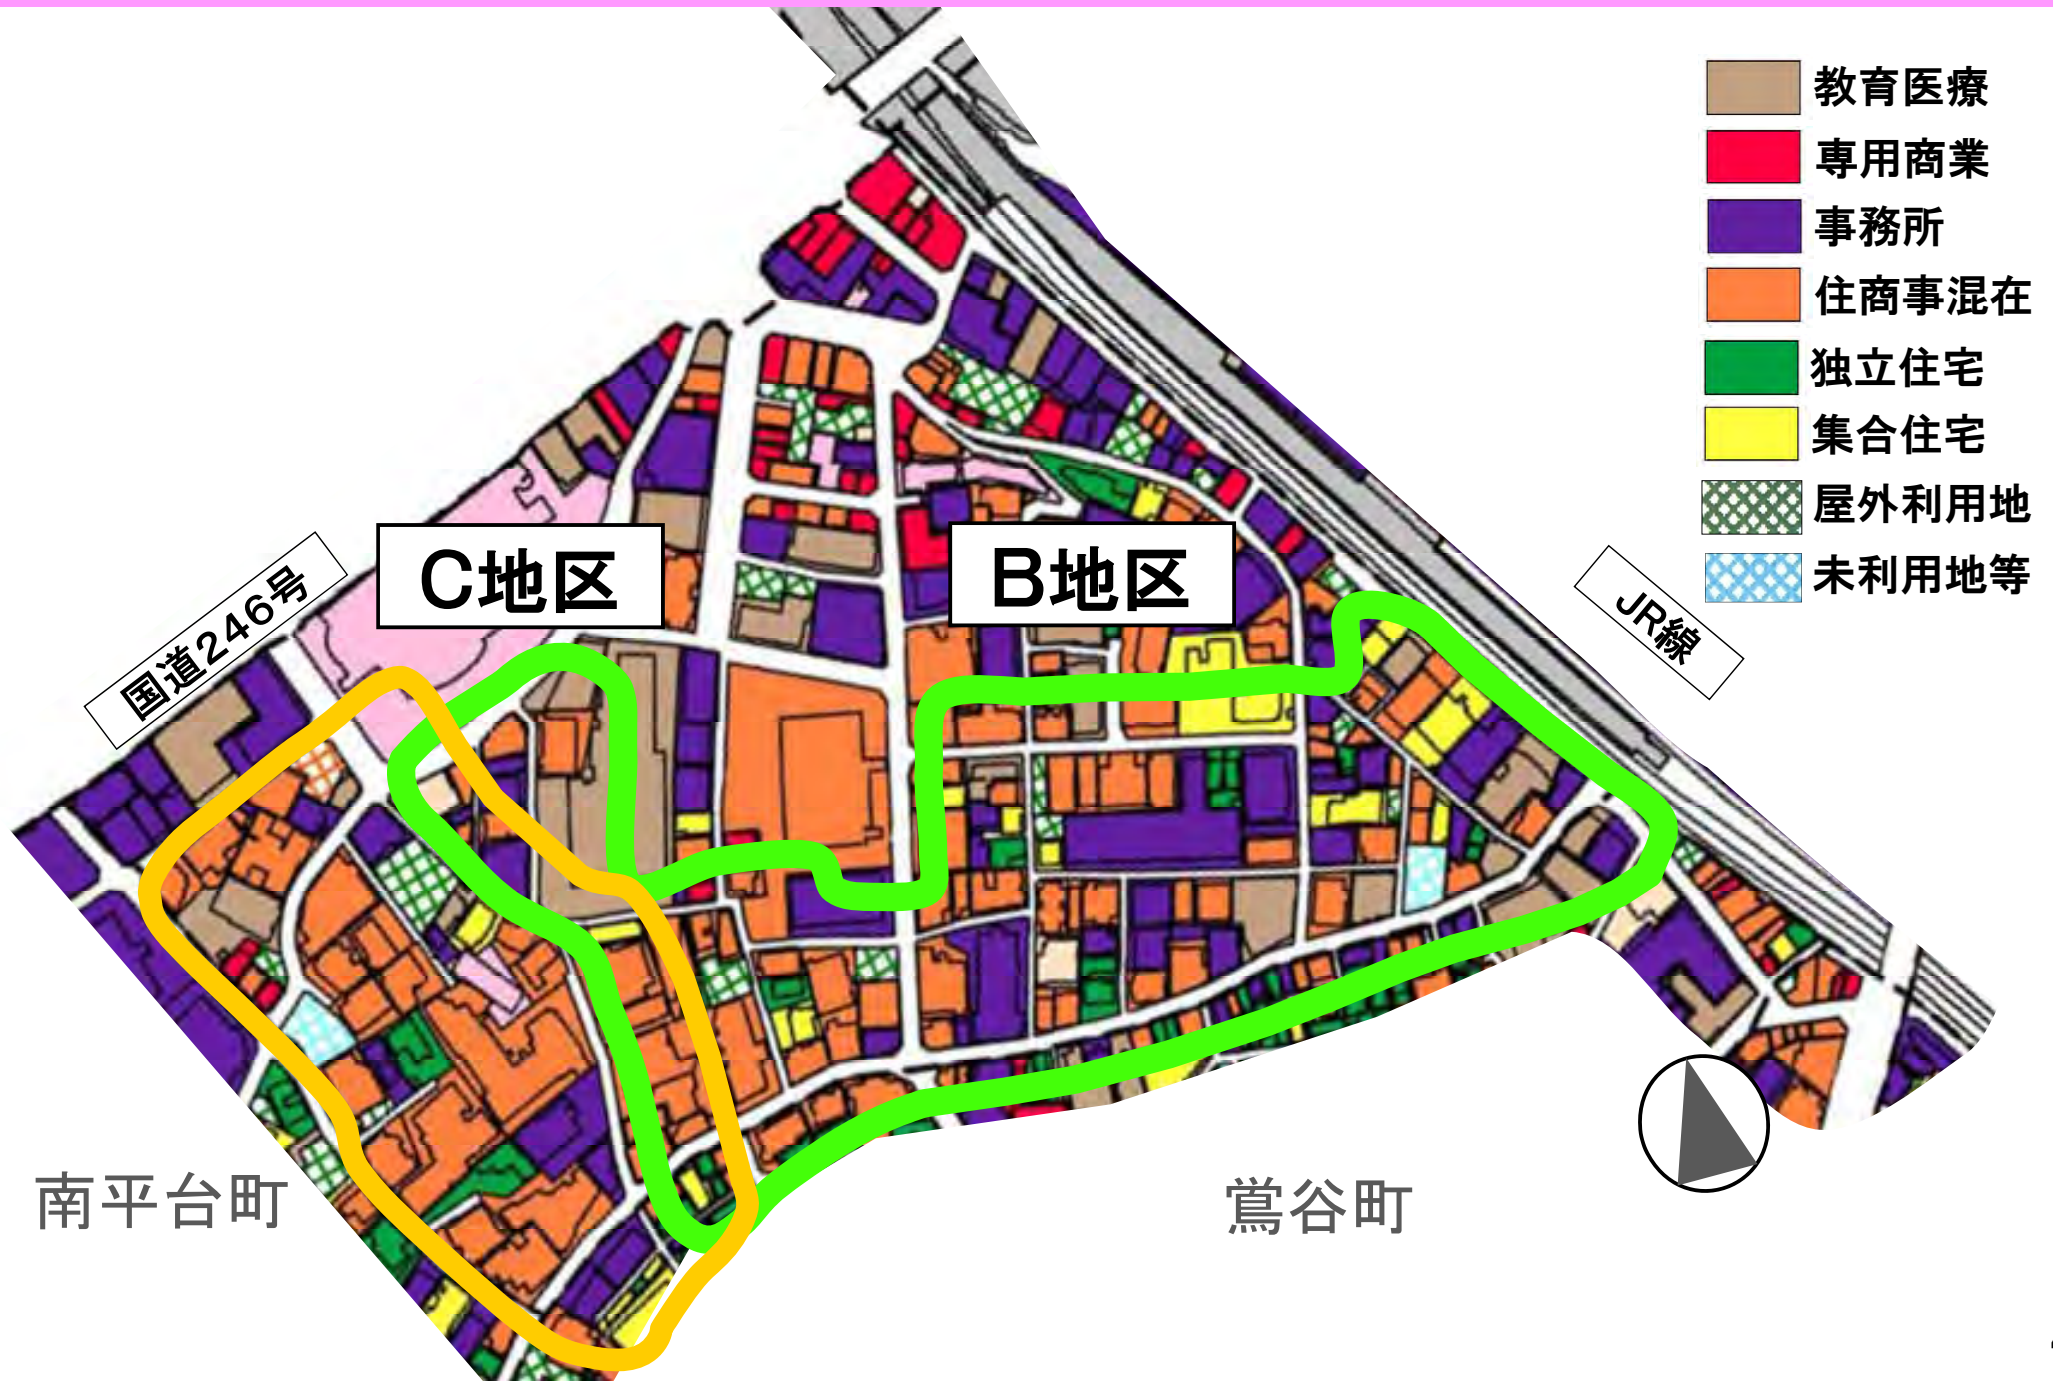 教育医療
専用商業
事務所
住商事混在
独立住宅
集合住宅
屋外利用地
未利用地等
C地区
B地区
国道246号
JR線
南平台町
鶯谷町